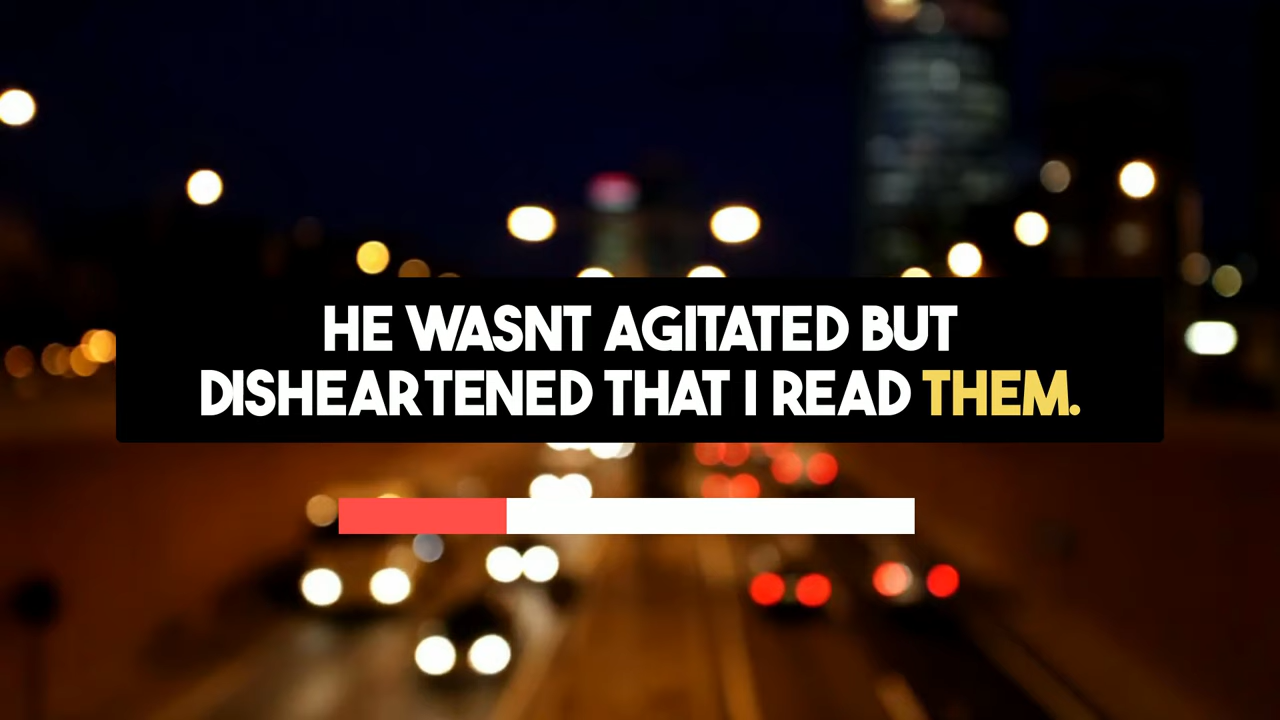 HE WASNT AGITATED BUT
DISHEARTENED THAT I READ THEM.